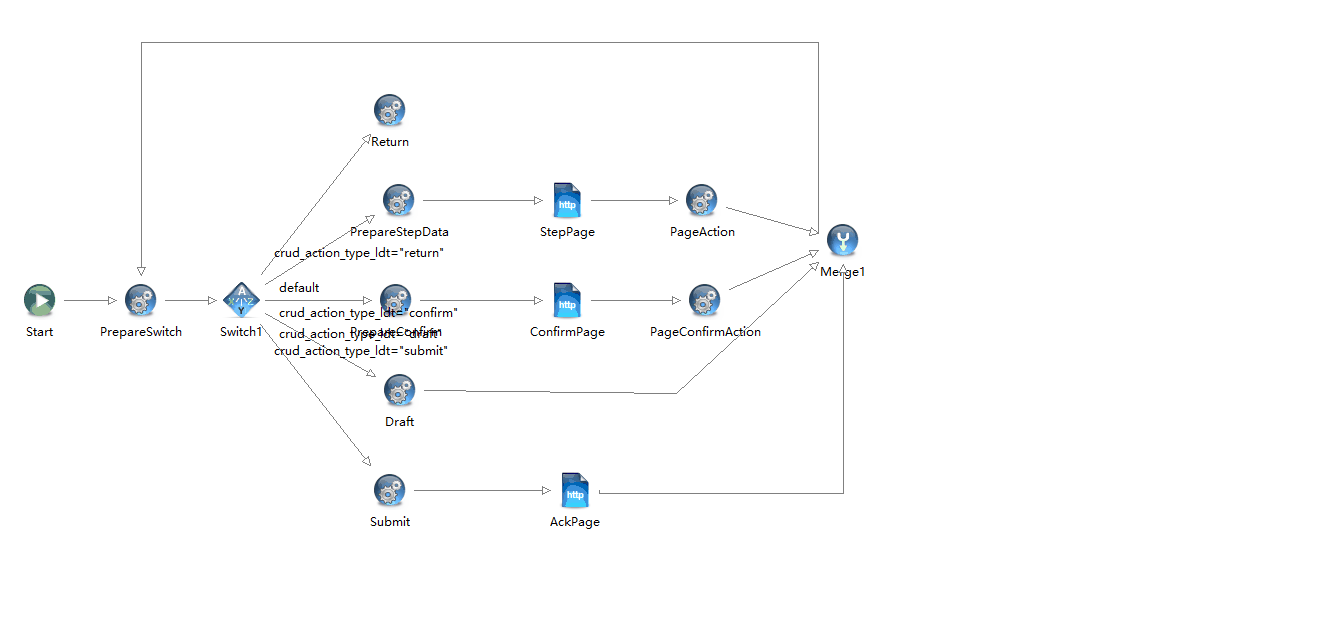 Return
PrepareStepData
StepPage
PageAction
crud_action_type_ldt="return"
Merge1
default
Start
PrepareSwitch
Switch1
crud_action_type_ldt="confirm"
PrepareConfirm
crud_action_type_ldt="draft"
ConfirmPage
PageConfirmAction
crud_action_type_ldt="submit"
Draft
Submit
AckPage
http
http
http
A
X/1Z
Y